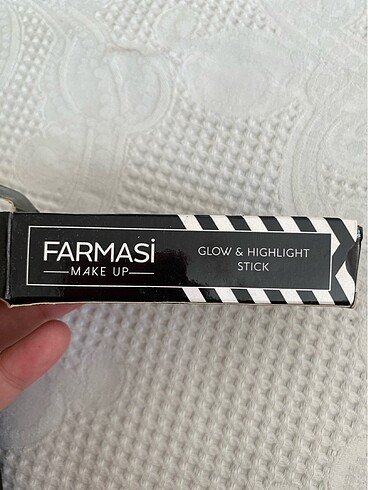 FARMASi
MAKE UP
GLOW & HIGHLIGHT
STICK